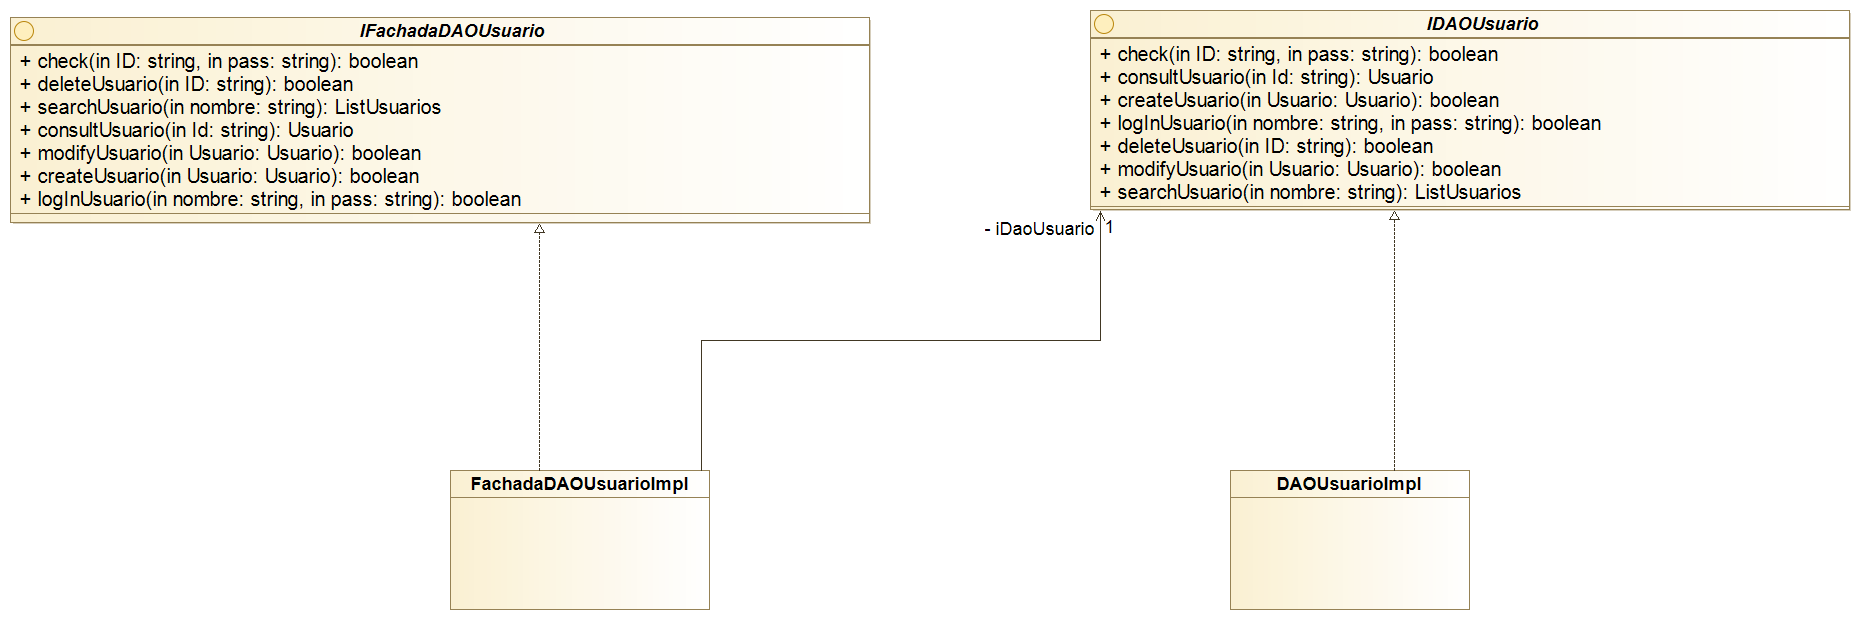 IFachadaDAOUsuario
+ check(in ID: string, in pass: string): boolean
+ deleteUsuario(in ID: string): boolean
+ searchUsuario(in nombre: string): ListUsuarios
+ consultUsuario(in Id: string): Usuario
+ modifyUsuario(in Usuario: Usuario): boolean
+ createUsuario(in Usuario: Usuario): boolean
+ logInUsuario(in nombre: string, in pass: string): boolean
IDAOUsuario
+ check(in ID: string, in pass: string): boolean
+ consultUsuario(in Id: string): Usuario
+ createUsuario(in Usuario: Usuario): boolean
+ logInUsuario(in nombre: string, in pass: string): boolean
+ deleteUsuario(in ID: string): boolean
+ modifyUsuario(in Usuario: Usuario): boolean
+ searchUsuario(in nombre: string): ListUsuarios
- iDaoUsuario 1
FachadaDAOUsuarioImpl
DAOUsuarioImpl